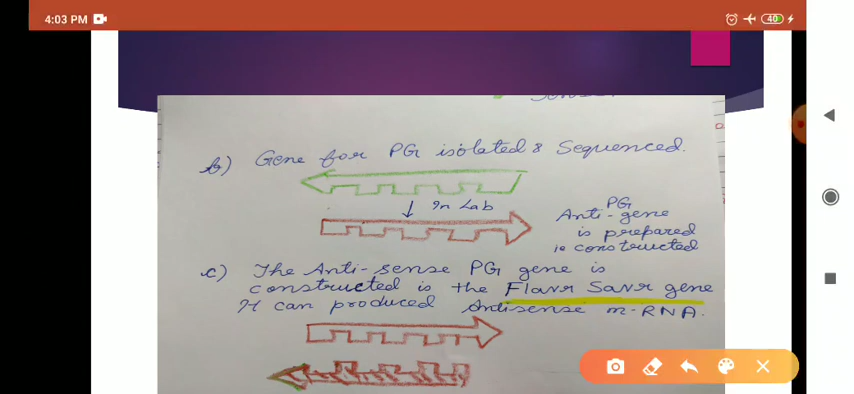 4:03 PM
40
b) Gene for PG isolated & Sequenced.
In Lab
PG
Anti-gene
is prepared
ie constructed
c) The Anti-sense PG gene is
constructed is the Flavr Savr gene
It can produced Antisense m-RNA.